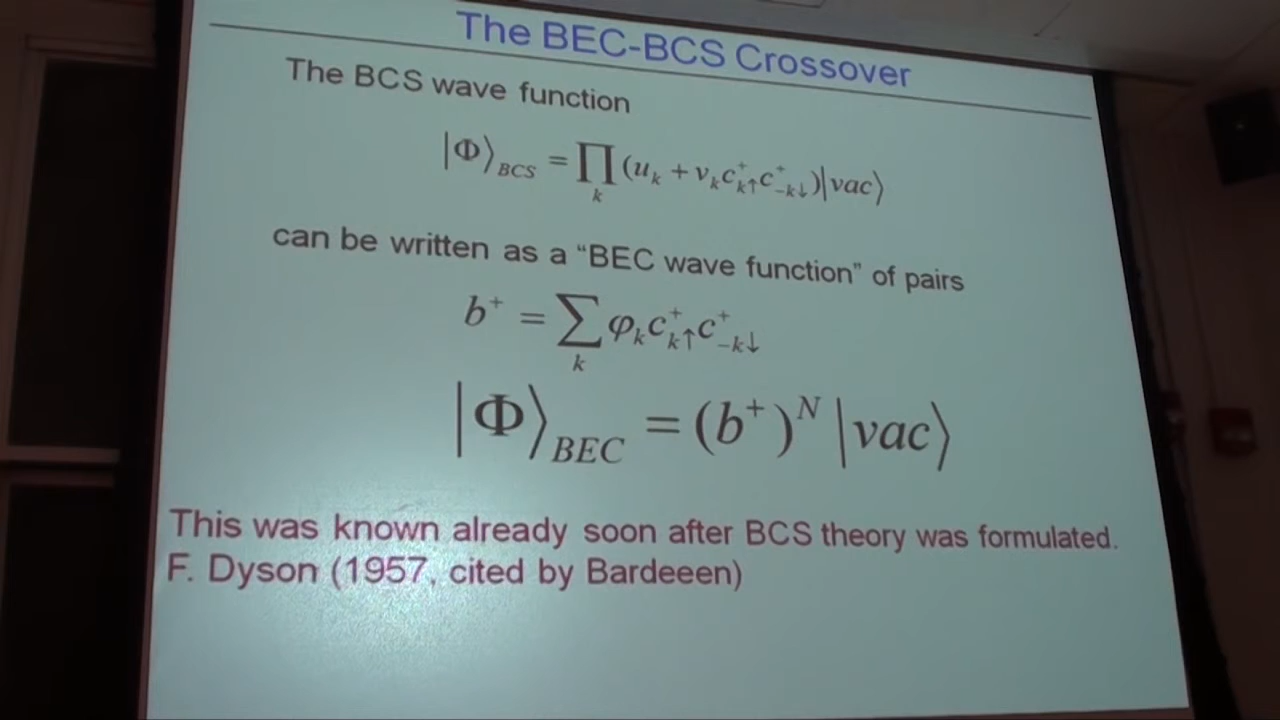 The BEC-BCS Crossover
The BCS wave function
|Φ⟩_BCS = ∏_k (u_k + v_k c⁺_k↑ c⁺_-k↓)|vac⟩
can be written as a “BEC wave function” of pairs
b⁺ = ∑_k φ_k c⁺_k↑ c⁺_-k↓
|Φ⟩_BEC = (b⁺)^N |vac⟩
This was known already soon after BCS theory was formulated.
F. Dyson (1957, cited by Bardeeen)